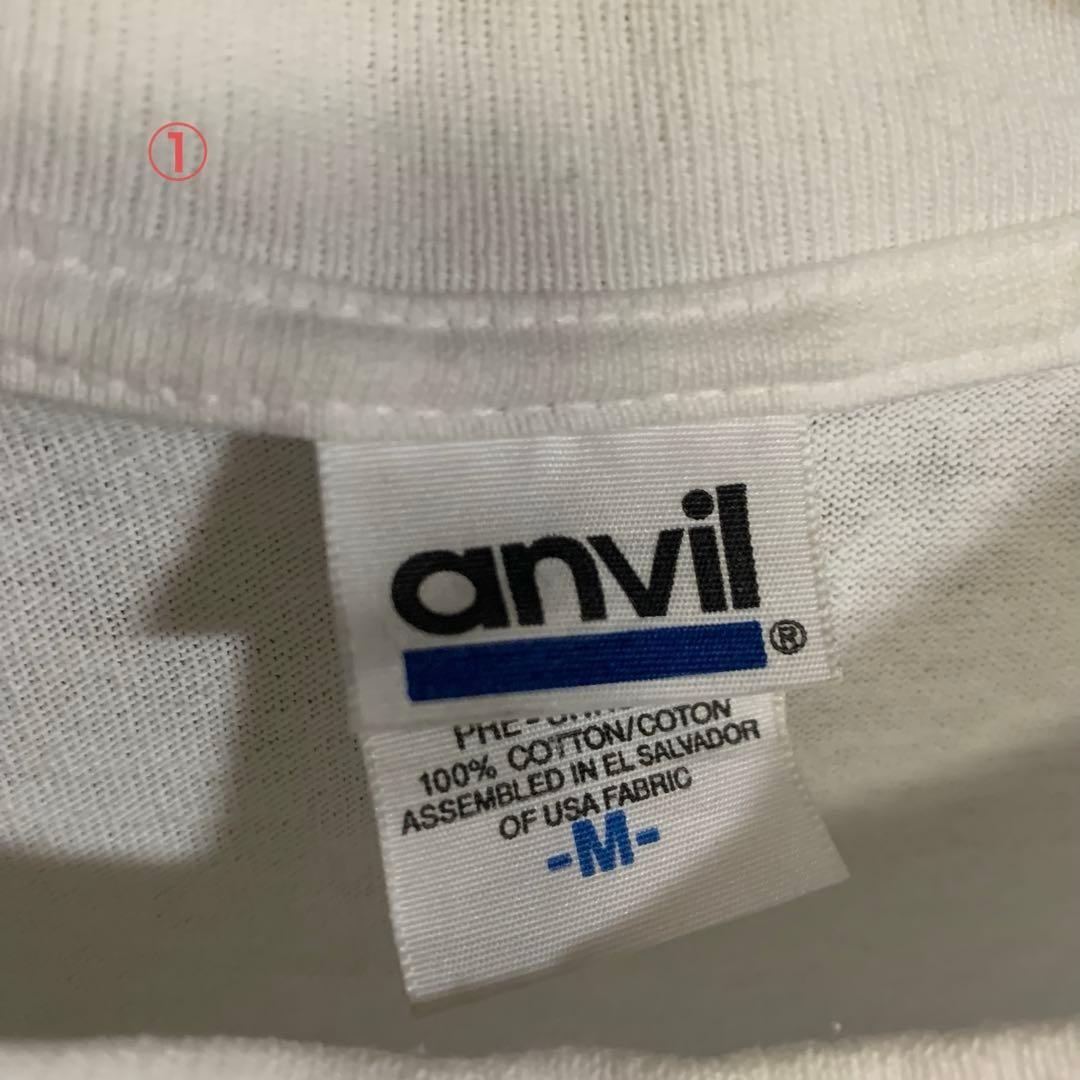 ①
anvil
®
100% COTTON/COTON
ASSEMBLED IN EL SALVADOR
OF USA FABRIC
-M-